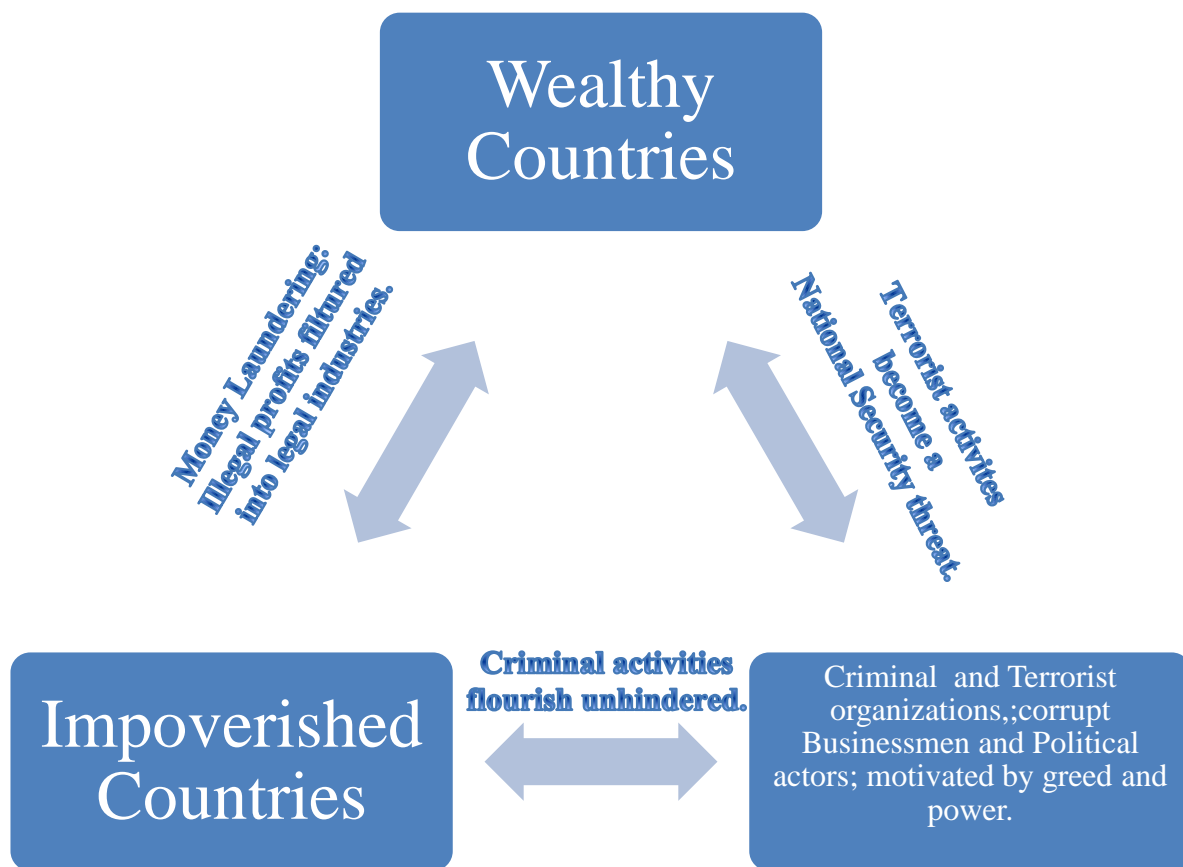 Wealthy
Countries
Money Laundering:
Illegal profits filtured
into legal industries.
Terrorist activites
become a
National Security threat.
Criminal activities
flourish unhindered.
Impoverished
Countries
Criminal  and Terrorist
organizations,;corrupt
Businessmen and Political
actors; motivated by greed and
power.